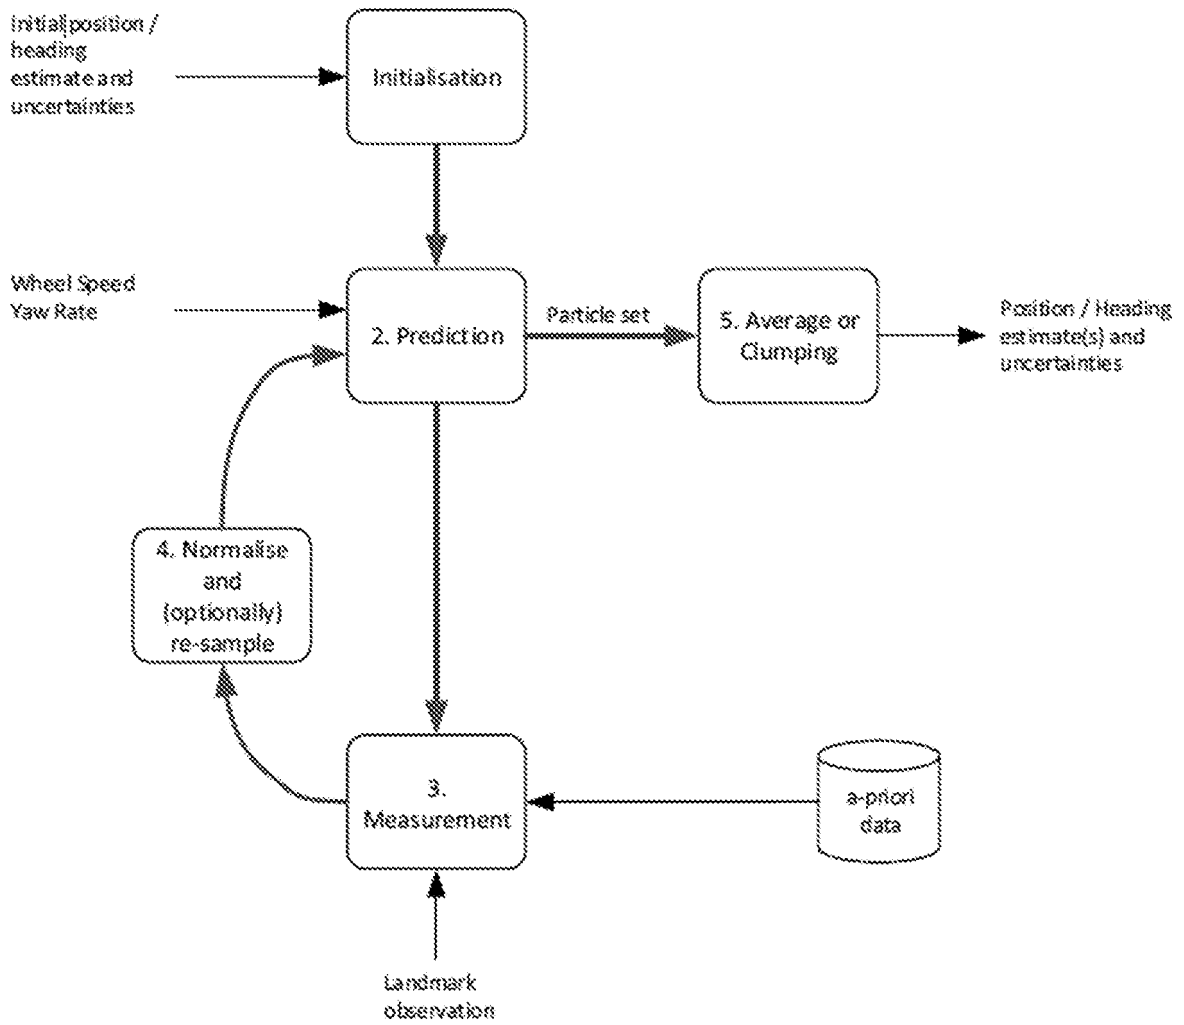 Initial position /
heading
estimate and
uncertainties
Initialisation
Wheel Speed
Yaw Rate
2. Prediction
Particle set
5. Average or
Clumping
Position / Heading
estimate(s) and
uncertainties
4. Normalise
and
(optionally)
re-sample
3.
Measurement
a-priori
data
Landmark
observation